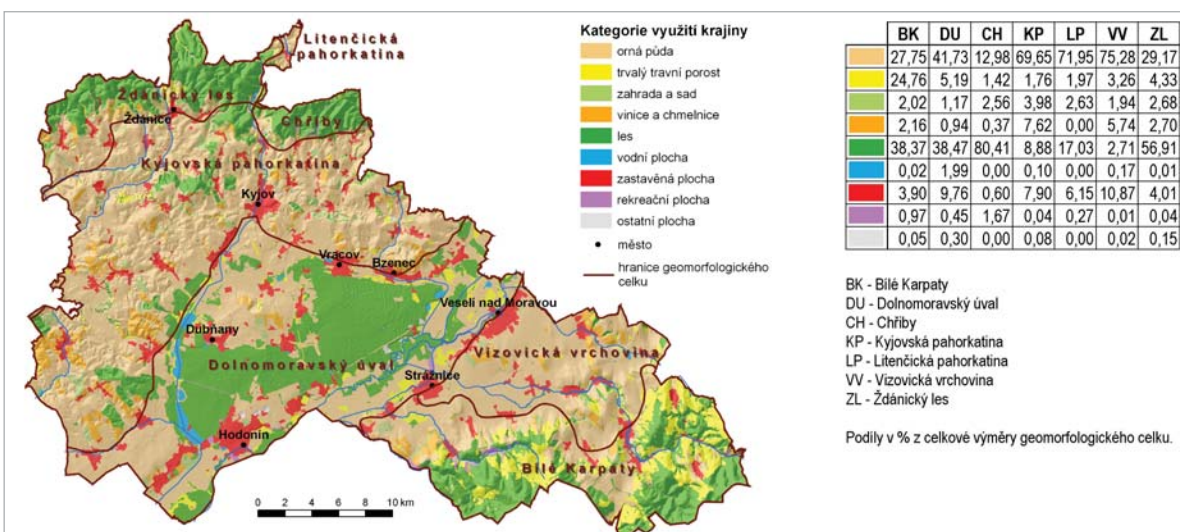 Litenčická
pahorkatina
Ždánický les
Ždánice
Chřiby
Kyjovská pahorkatina
Kyjov
Vracov
Bzenec
Veselí nad Moravou
Dubňany
Vizovická vrchovina
Dolnomoravský úval
Strážnice
Hodonín
Bílé Karpaty
0 2 4 6 8 10 km
Kategorie využití krajiny
orná půda
trvalý travní porost
zahrada a sad
vinice a chmelnice
les
vodní plocha
zastavěná plocha
rekreační plocha
ostatní plocha
město
hranice geomorfologického
celku
BK DU CH KP LP VV ZL
27,75 41,73 12,98 69,65 71,95 75,28 29,17
24,76 5,19 1,42 1,76 1,97 3,26 4,33
2,02 1,17 2,56 3,98 2,63 1,94 2,68
2,16 0,94 0,37 7,62 0,00 5,74 2,70
38,37 38,47 80,41 8,88 17,03 2,71 56,91
0,02 1,99 0,00 0,10 0,00 0,17 0,01
3,90 9,76 0,60 7,90 6,15 10,87 4,01
0,97 0,45 1,67 0,04 0,27 0,01 0,04
0,05 0,30 0,00 0,08 0,00 0,02 0,15
BK - Bílé Karpaty
DU - Dolnomoravský úval
CH - Chřiby
KP - Kyjovská pahorkatina
LP - Litenčická pahorkatina
VV - Vizovická vrchovina
ZL - Ždánický les
Podíly v % z celkové výměry geomorfologického celku.